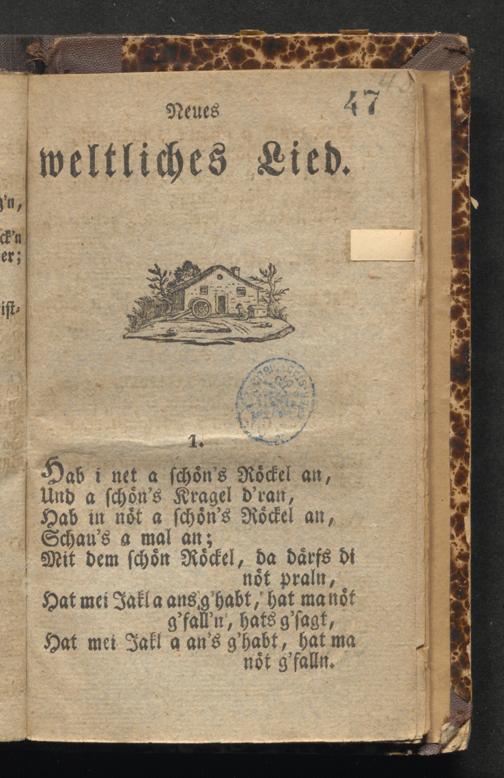 47
Neues
weltliches Lied.
1.
Hab i net a schön's Röckel an,
Und a schön's Kragel d'ran,
Hab in nöt a schön's Röckel an,
Schau's a mal an;
Mit dem schön Röckel, da därfs di
nöt praln,
Hat mei Jakl a ans g'habt, hat ma nöt
g'fall'n, hats g'sagt,
Hat mei Jakl a an's g'habt, hat ma
nöt g'falln.